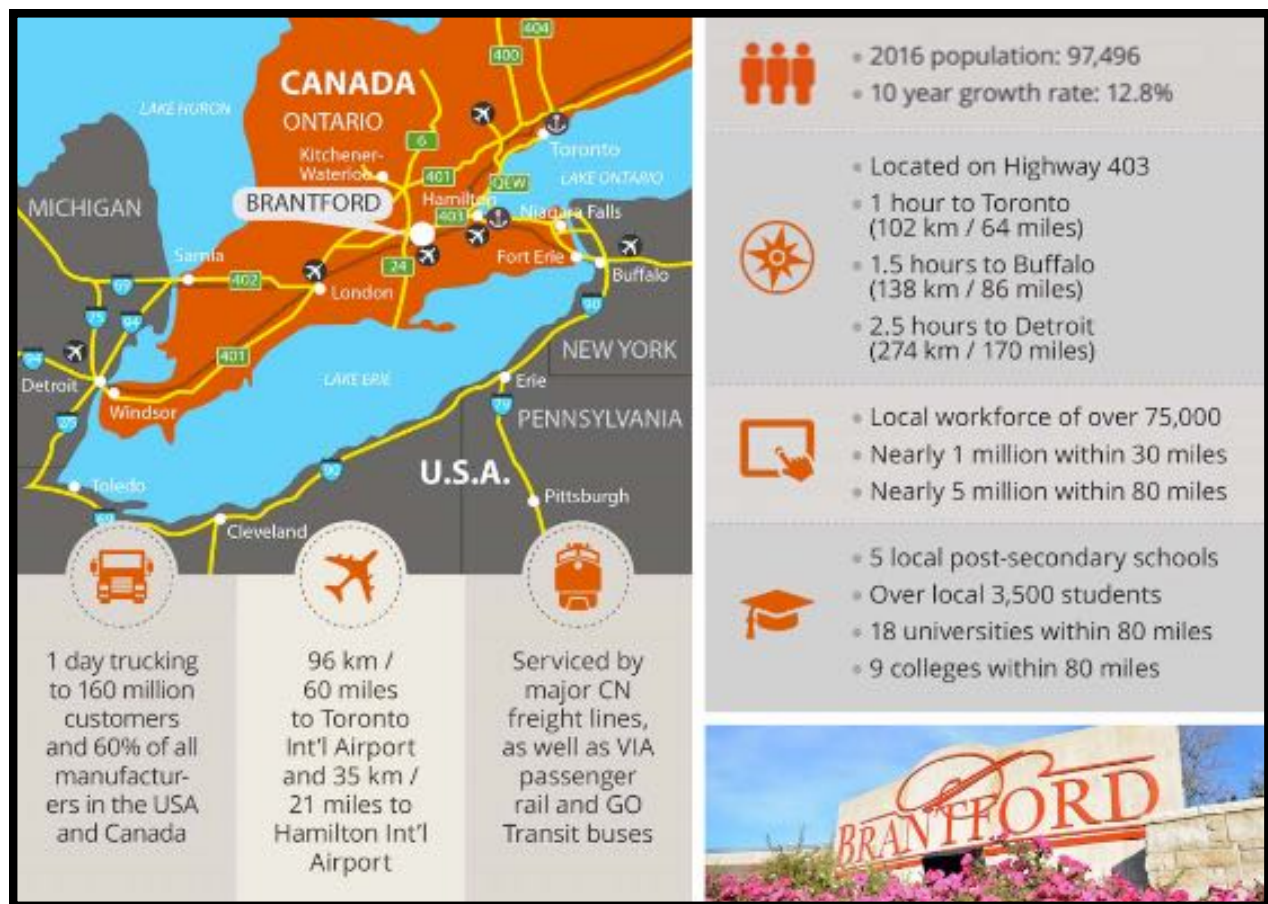 404
400
CANADA
LAKE HURON
ONTARIO
6
Kitchener-
Waterloo
Toronto
401
QEW
LAKE ONTARIO
MICHIGAN
BRANTFORD
Hamilton
403
Niagara Falls
Sarnia
24
Fort Erie
Buffalo
69
402
London
90
75
94
NEW YORK
94
401
LAKE ERIE
Detroit
Erie
Windsor
79
PENNSYLVANIA
90
U.S.A.
Toledo
Pittsburgh
Cleveland
1 day trucking
to 160 million
customers
and 60% of all
manufactur-
ers in the USA
and Canada
96 km /
60 miles
to Toronto
Int'l Airport
and 35 km /
21 miles to
Hamilton Int'l
Airport
Serviced by
major CN
freight lines,
as well as VIA
passenger
rail and GO
Transit buses
• 2016 population: 97,496
• 10 year growth rate: 12.8%
• Located on Highway 403
• 1 hour to Toronto
(102 km / 64 miles)
• 1.5 hours to Buffalo
(138 km / 86 miles)
• 2.5 hours to Detroit
(274 km / 170 miles)
• Local workforce of over 75,000
• Nearly 1 million within 30 miles
• Nearly 5 million within 80 miles
• 5 local post-secondary schools
• Over local 3,500 students
• 18 universities within 80 miles
• 9 colleges within 80 miles
BRANTFORD